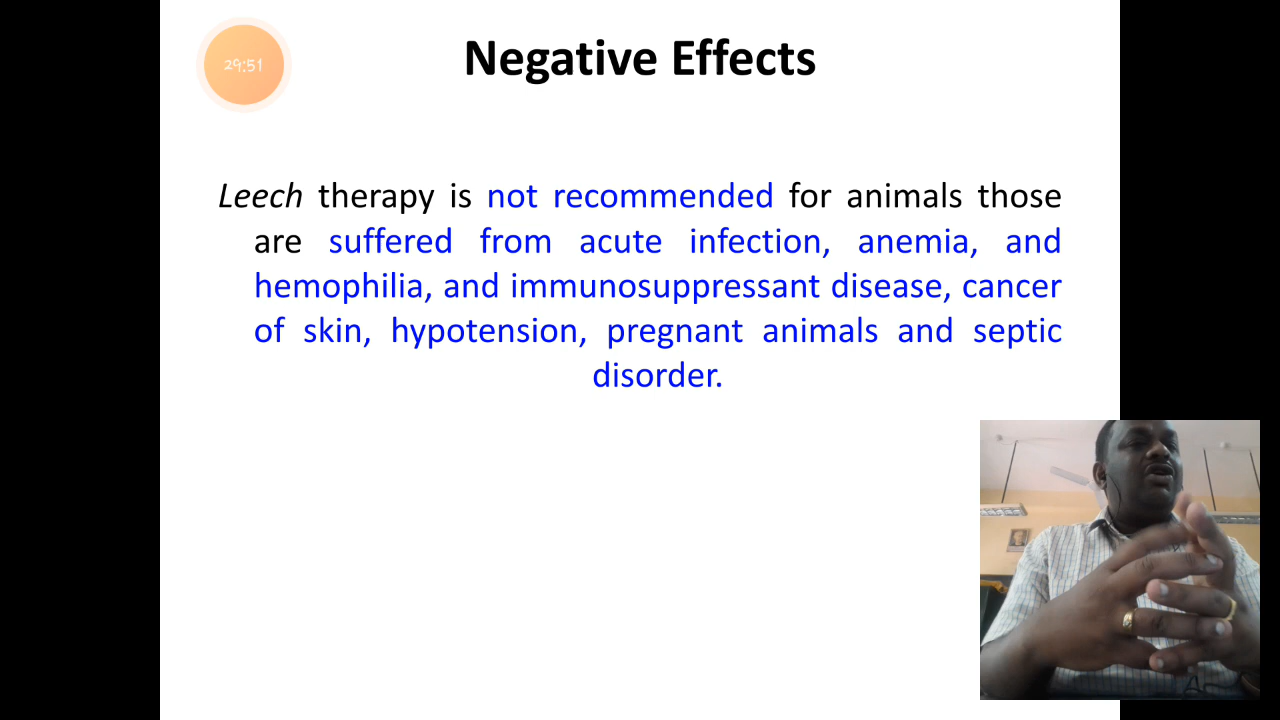 29:51
Negative Effects
Leech therapy is not recommended for animals those
are suffered from acute infection, anemia, and
hemophilia, and immunosuppressant disease, cancer
of skin, hypotension, pregnant animals and septic
disorder.